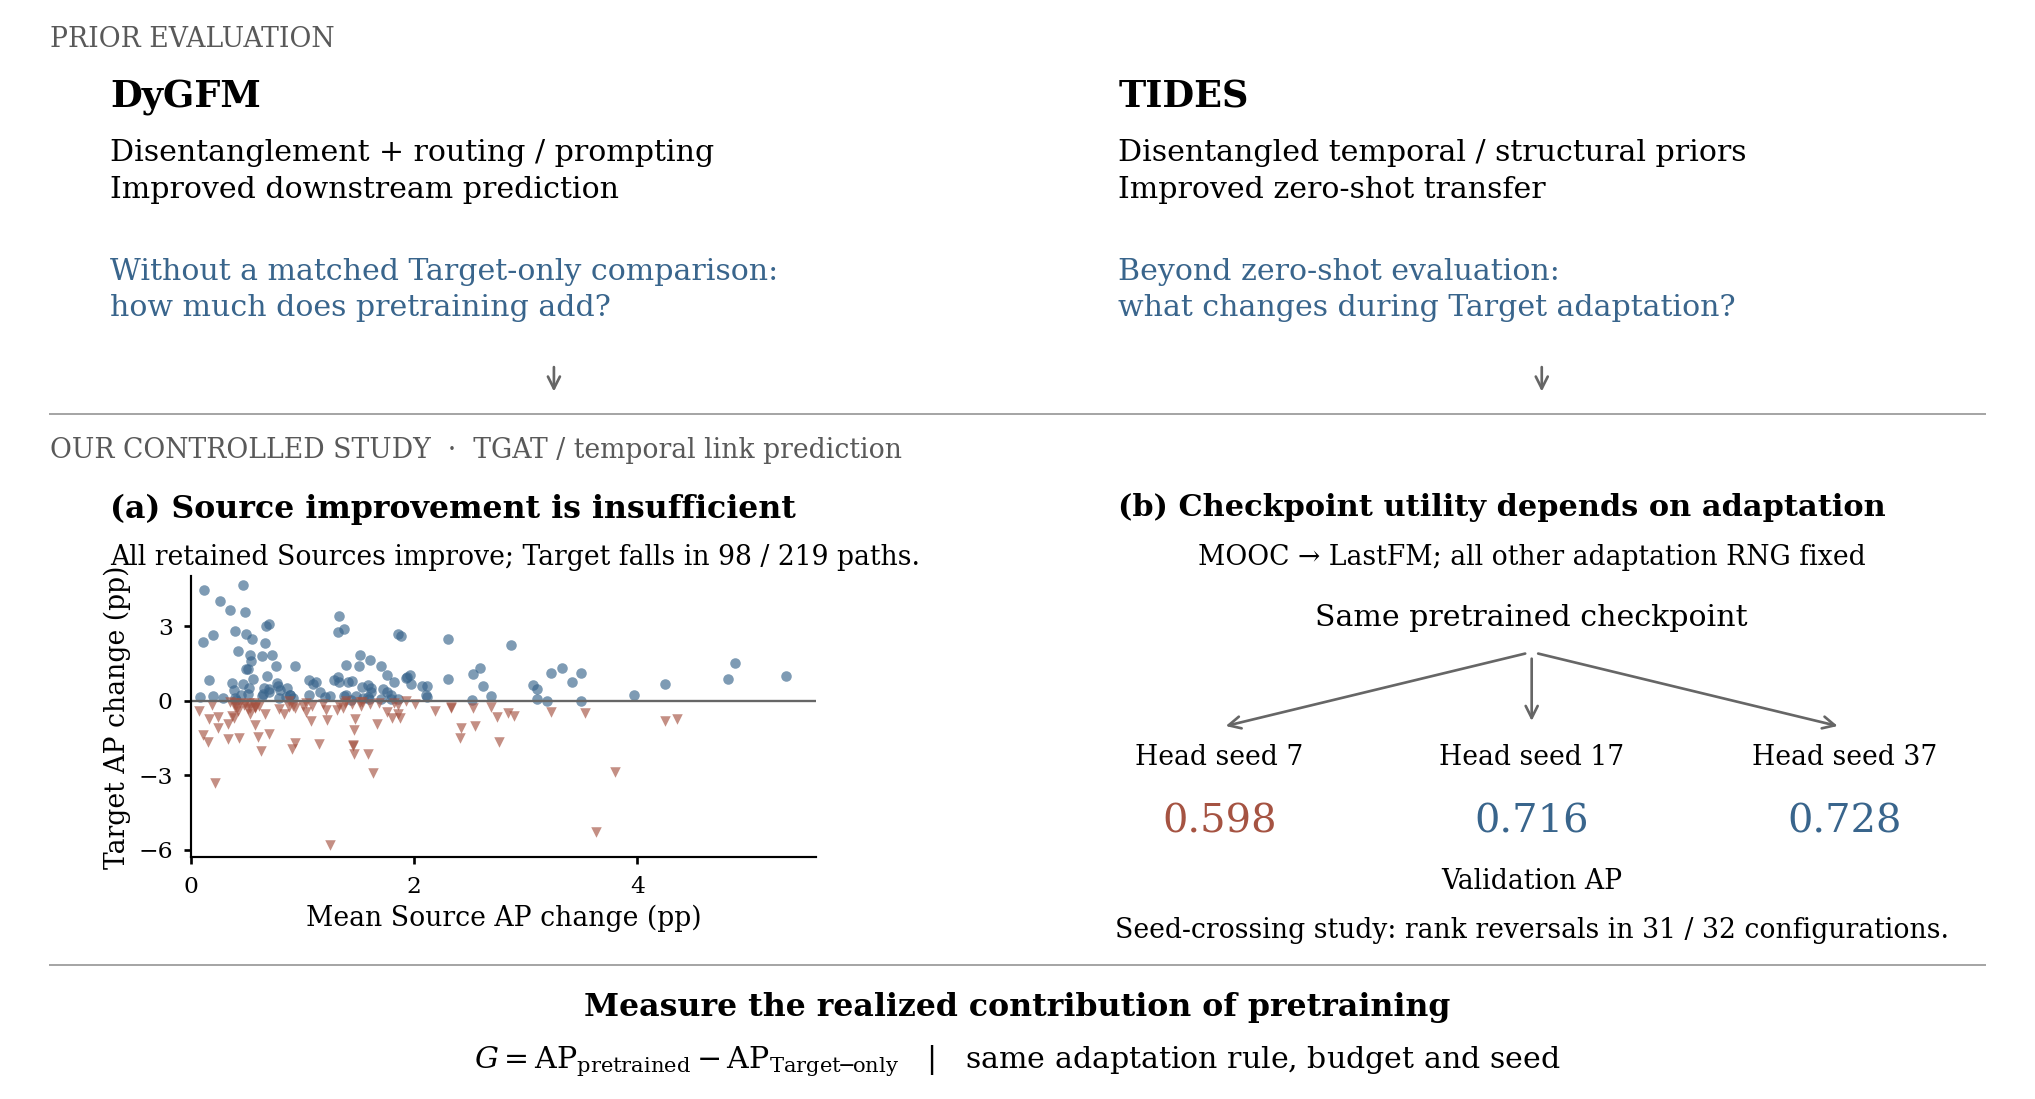 PRIOR EVALUATION
DyGFM
Disentanglement + routing / prompting
Improved downstream prediction
Without a matched Target-only comparison:
how much does pretraining add?
TIDES
Disentangled temporal / structural priors
Improved zero-shot transfer
Beyond zero-shot evaluation:
what changes during Target adaptation?
OUR CONTROLLED STUDY · TGAT / temporal link prediction
(a) Source improvement is insufficient
All retained Sources improve; Target falls in 98 / 219 paths.
Target AP change (pp)
3
0
−3
−6
0 2 4
Mean Source AP change (pp)
(b) Checkpoint utility depends on adaptation
MOOC → LastFM; all other adaptation RNG fixed
Same pretrained checkpoint
Head seed 7 Head seed 17 Head seed 37
0.598 0.716 0.728
Validation AP
Seed-crossing study: rank reversals in 31 / 32 configurations.
Measure the realized contribution of pretraining
G = APpretrained − APTarget−only | same adaptation rule, budget and seed